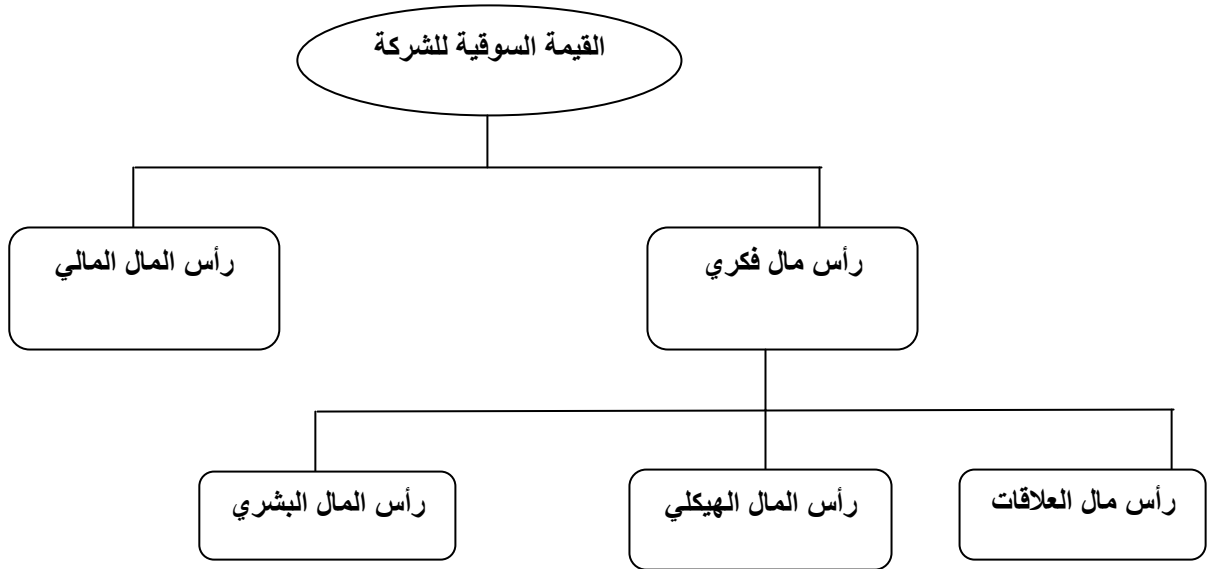 القيمة السوقية للشركة
رأس مال فكري
رأس المال المالي
رأس مال العلاقات
رأس المال الهيكلي
رأس المال البشري